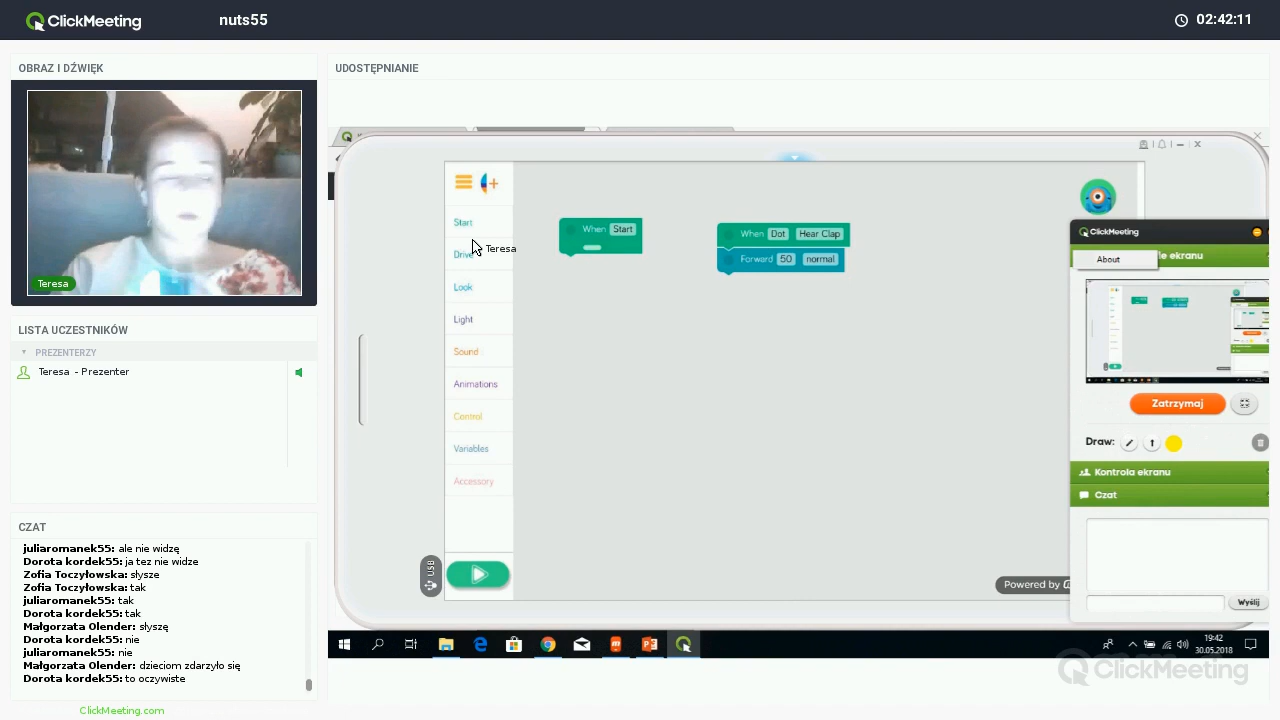 ClickMeeting
nuts55
02:42:11
OBRAZ I DŹWIĘK
Teresa
LISTA UCZESTNIKÓW
PREZENTERZY
Teresa - Prezenter
CZAT
juliaromanek55: ale nie widzę
Dorota kordek55: ja tez nie widze
Zofia Toczyłowska: słysze
Zofia Toczyłowska: tak
juliaromanek55: tak
Dorota kordek55: tak
Małgorzata Olender: słyszę
Dorota kordek55: nie
juliaromanek55: nie
Małgorzata Olender: dzieciom zdarzyło się
Dorota kordek55: to oczywiste
ClickMeeting.com
UDOSTĘPNIANIE
Start
Drive
Teresa
Look
Light
Sound
Animations
Control
Variables
Accessory
USB
When Start
When Dot Hear Clap
Forward 50 normal
Powered by
ClickMeeting
About
le ekranu
Zatrzymaj
Draw:
Kontrola ekranu
Czat
Wyślij
19:42
30.05.2018
ClickMeeting